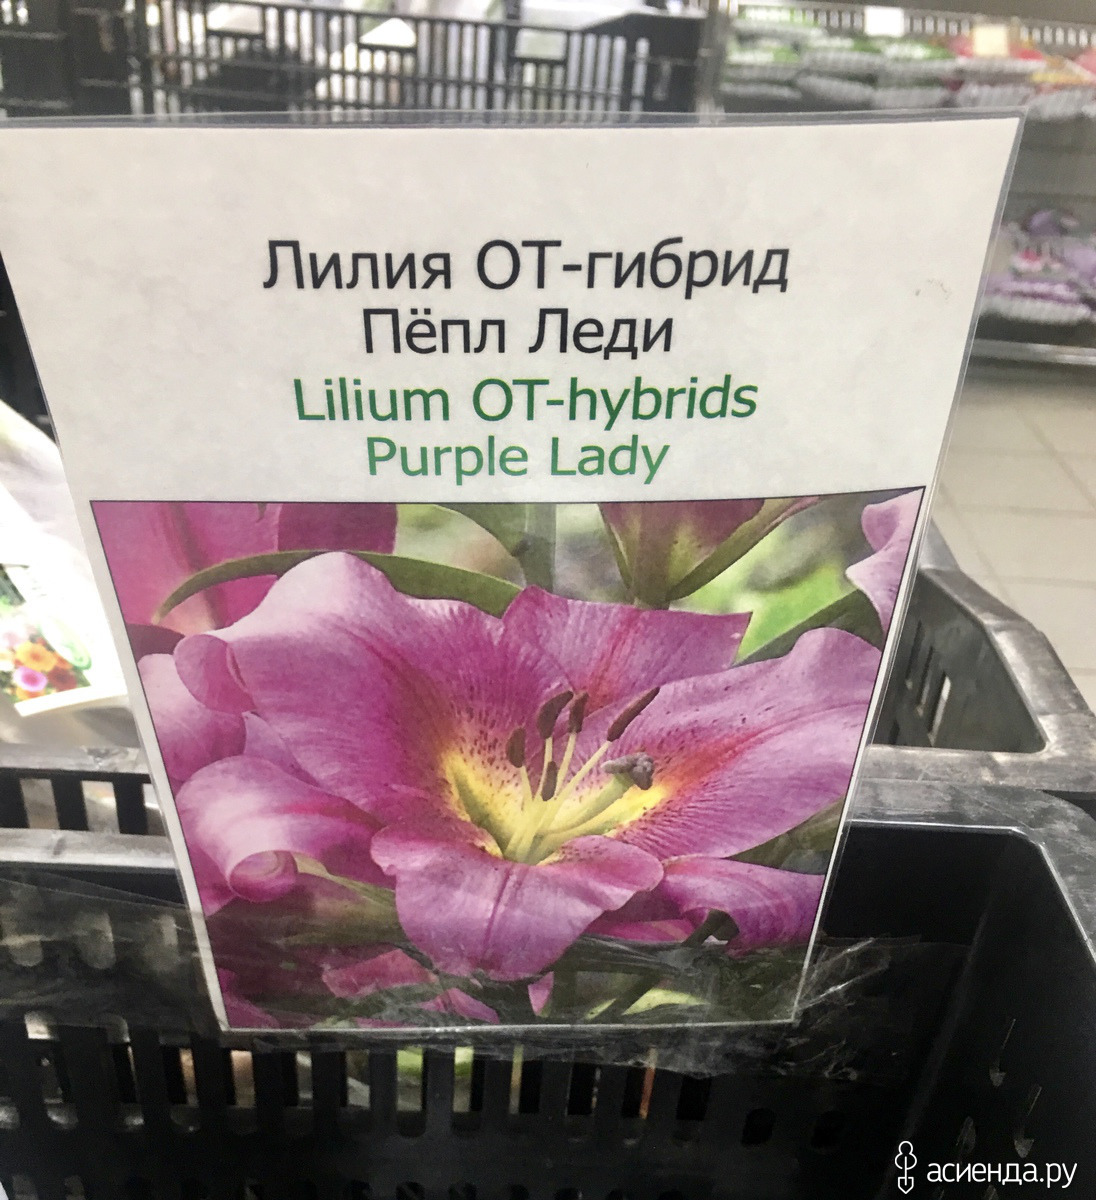 Лилия ОТ-гибрид
Пёпл Леди
Lilium OT-hybrids
Purple Lady
асиенда.ру